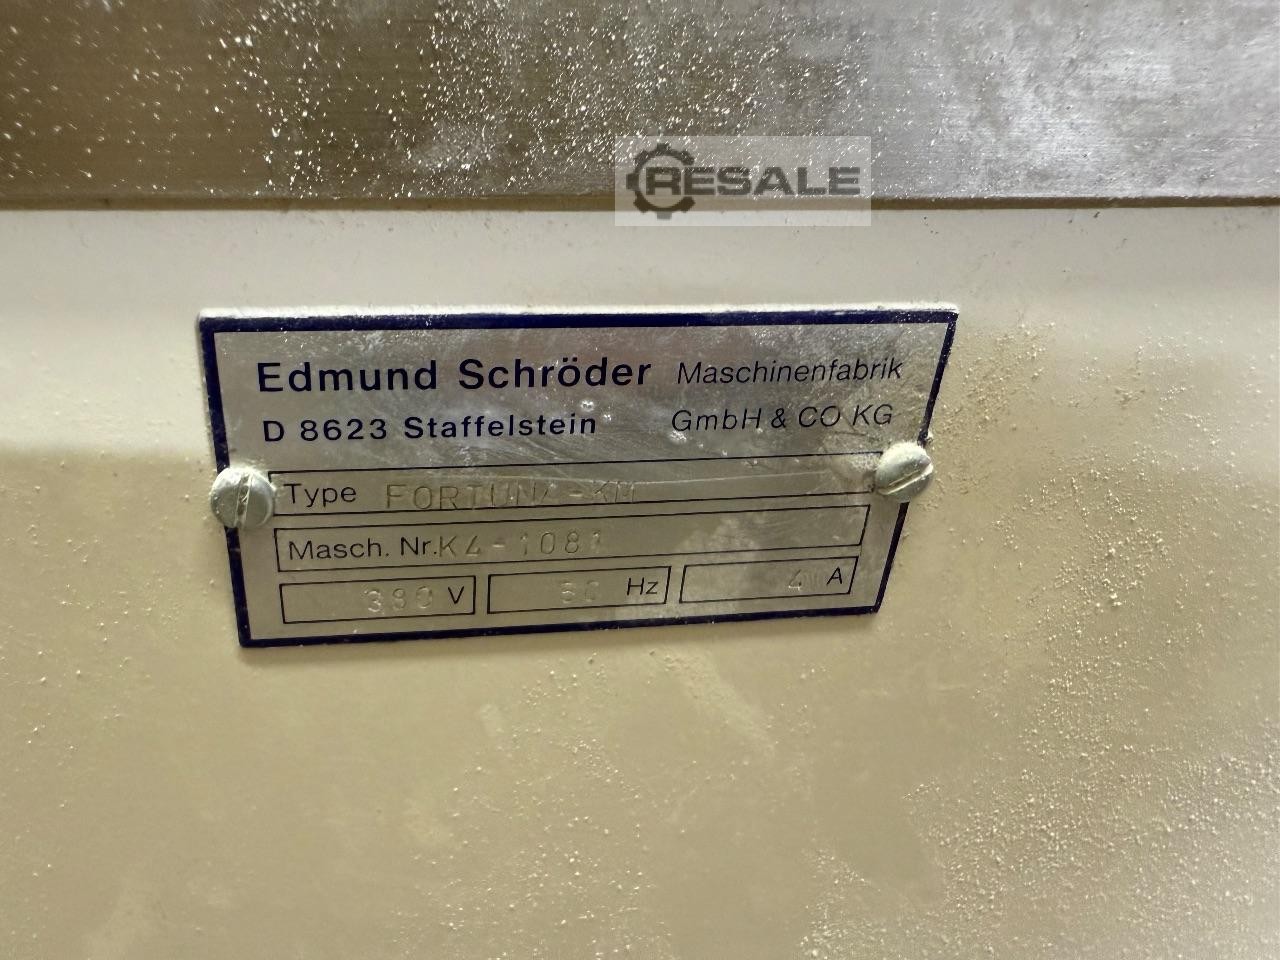 RESALE
Edmund Schröder Maschinenfabrik
D 8623 Staffelstein GmbH & CO KG
Type FORTUNA-KM
Masch. Nr. K4-1081
380 V 50 Hz 4 A